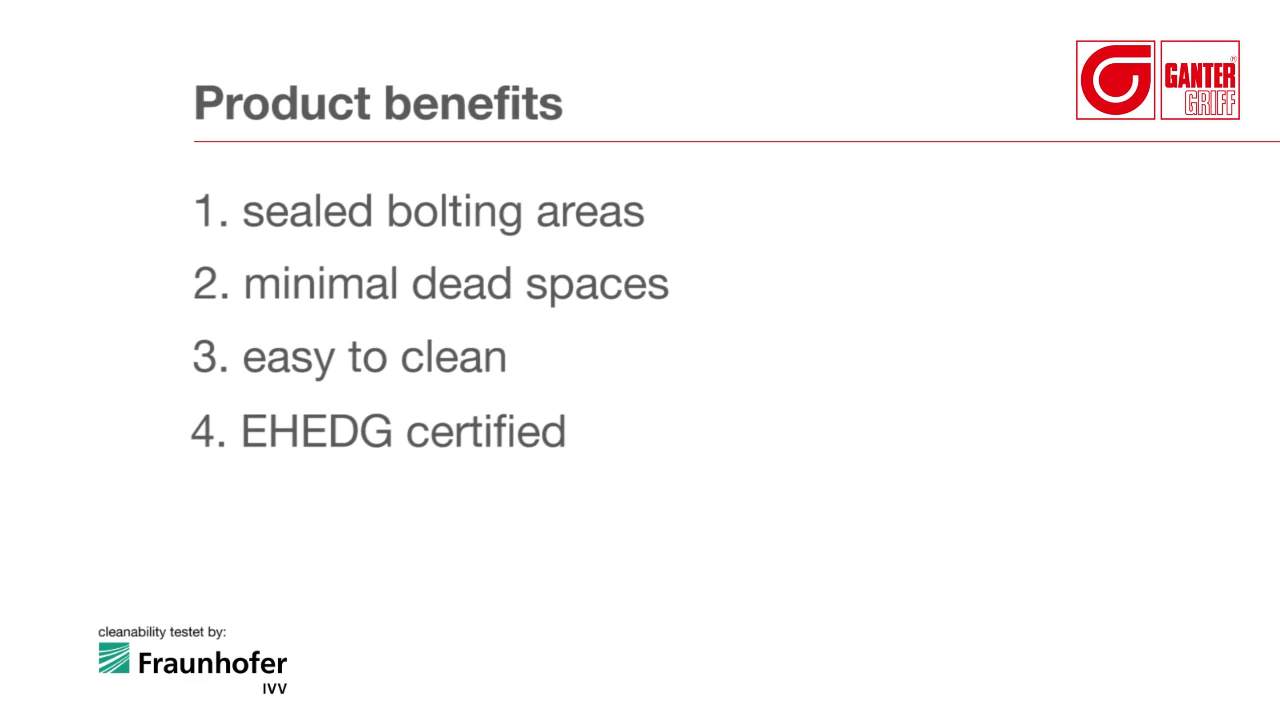 Product benefits
GANTER
GRIFF
1. sealed bolting areas
2. minimal dead spaces
3. easy to clean
4. EHEDG certified
cleanability testet by:
Fraunhofer
IVV